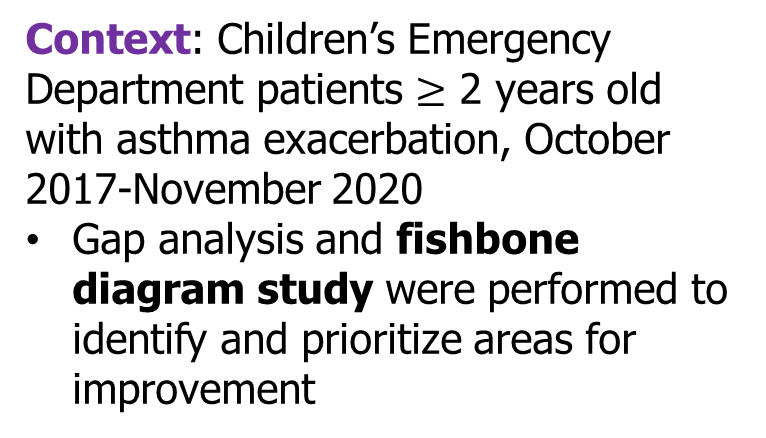 Context: Children’s Emergency
Department patients ≥ 2 years old
with asthma exacerbation, October
2017-November 2020
• Gap analysis and fishbone
diagram study were performed to
identify and prioritize areas for
improvement